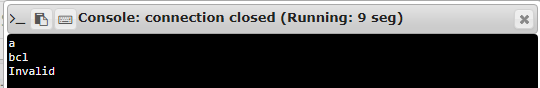 >_ Console: connection closed (Running: 9 seg)
a
bcl
Invalid